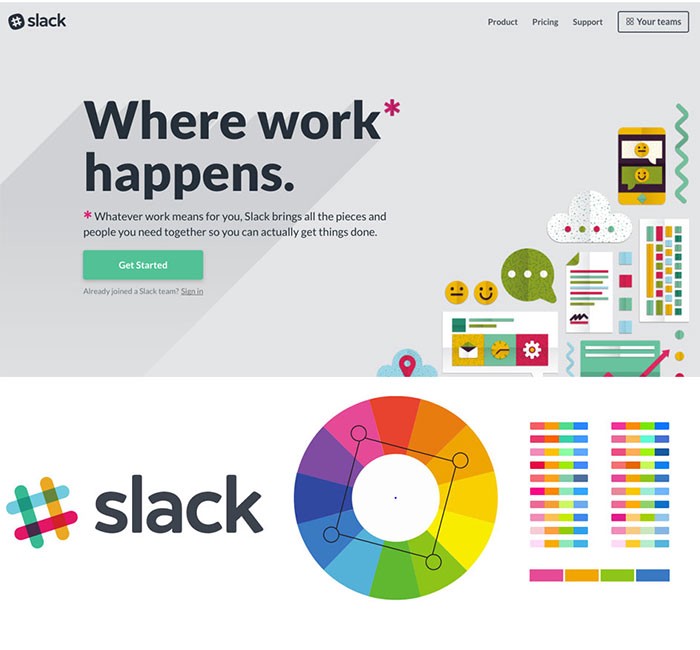 slack
Product Pricing Support Your teams
Where work*
happens.
* Whatever work means for you, Slack brings all the pieces and
people you need together so you can actually get things done.
Get Started
Already joined a Slack team? Sign in
slack